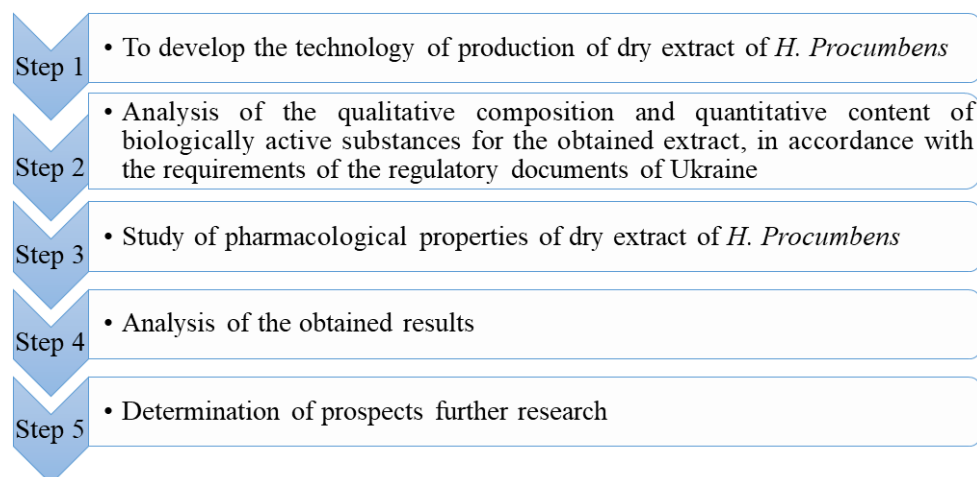 Step 1
• To develop the technology of production of dry extract of H. Procumbens
Step 2
• Analysis of the qualitative composition and quantitative content of
biologically active substances for the obtained extract, in accordance with
the requirements of the regulatory documents of Ukraine
Step 3
• Study of pharmacological properties of dry extract of H. Procumbens
Step 4
• Analysis of the obtained results
Step 5
• Determination of prospects further research